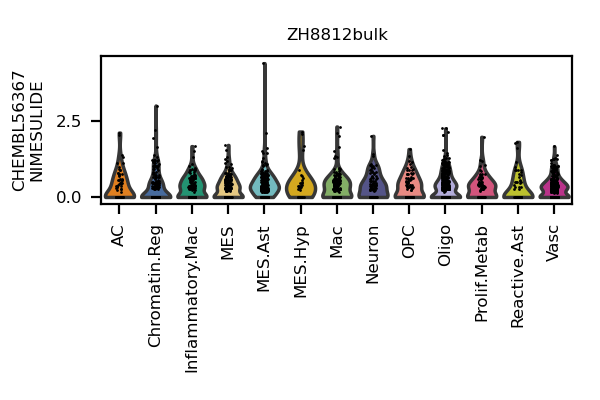 ZH8812bulk
CHEMBL56367
NIMESULIDE
2.5
0.0
AC
Chromatin.Reg
Inflammatory.Mac
MES
MES.Ast
MES.Hyp
Mac
Neuron
OPC
Oligo
Prolif.Metab
Reactive.Ast
Vasc